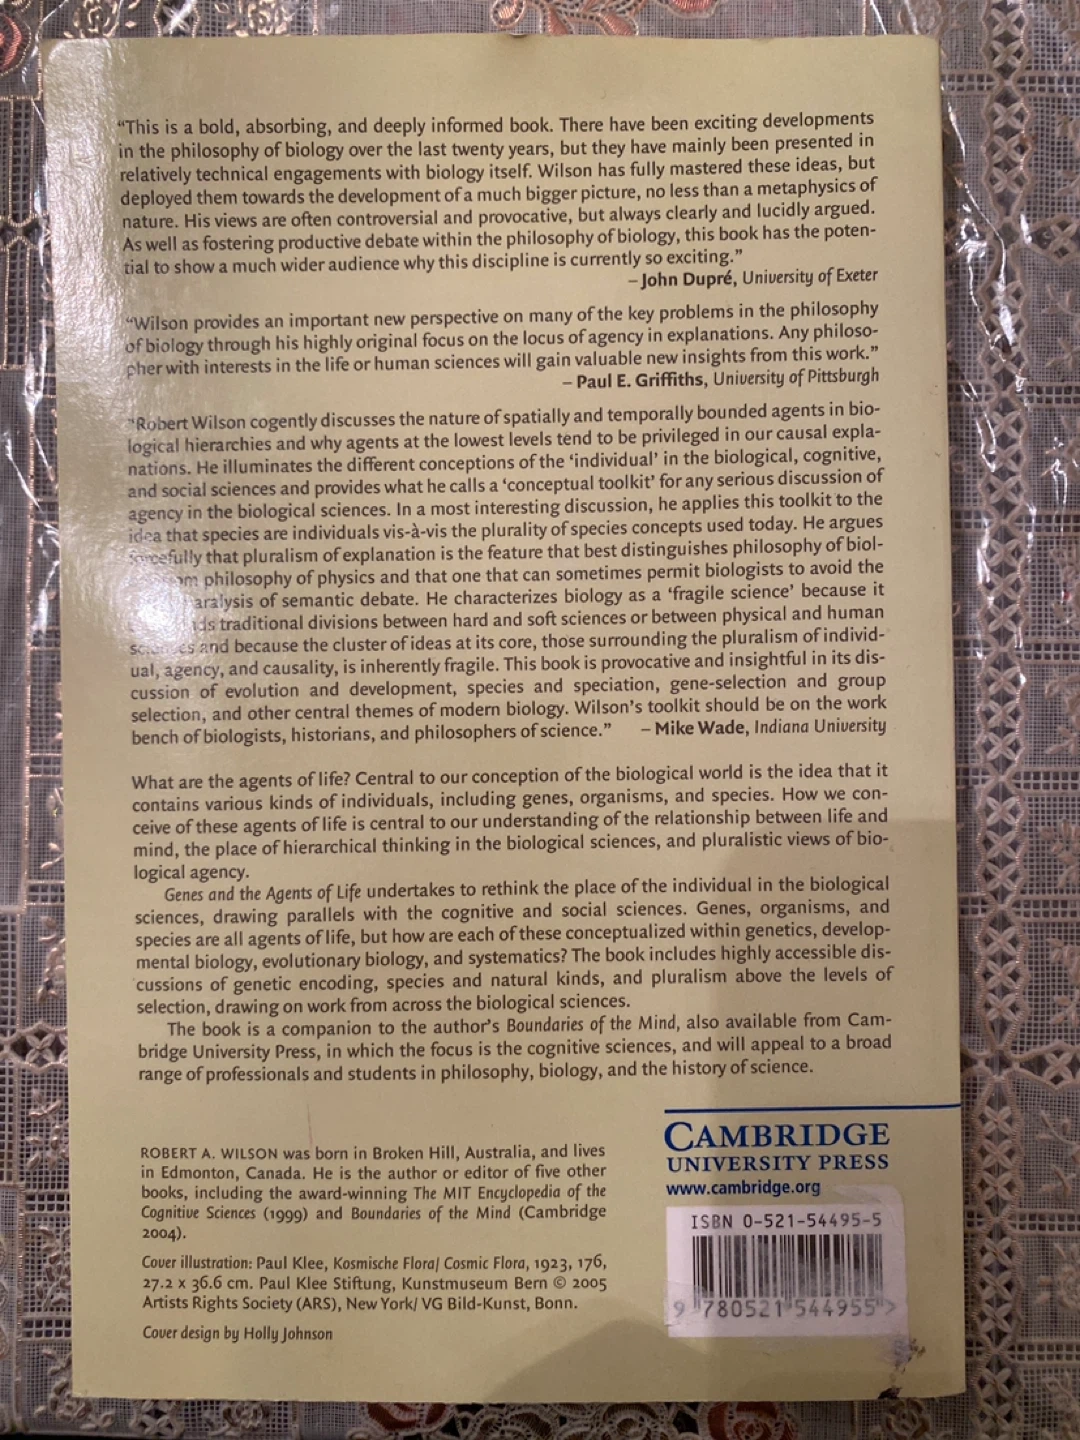 “This is a bold, absorbing, and deeply informed book. There have been exciting developments
in the philosophy of biology over the last twenty years, but they have mainly been presented in
relatively technical engagements with biology itself. Wilson has fully mastered these ideas, but
deployed them towards the development of a much bigger picture, no less than a metaphysics of
nature. His views are often controversial and provocative, but always clearly and lucidly argued.
As well as fostering productive debate within the philosophy of biology, this book has the poten-
tial to show a much wider audience why this discipline is currently so exciting.”
– John Dupré, University of Exeter
“Wilson provides an important new perspective on many of the key problems in the philosophy
of biology through his highly original focus on the locus of agency in explanations. Any philoso-
pher with interests in the life or human sciences will gain valuable new insights from this work.”
– Paul E. Griffiths, University of Pittsburgh
“Robert Wilson cogently discusses the nature of spatially and temporally bounded agents in bio-
logical hierarchies and why agents at the lowest levels tend to be privileged in our causal expla-
nations. He illuminates the different conceptions of the ‘individual’ in the biological, cognitive,
and social sciences and provides what he calls a ‘conceptual toolkit’ for any serious discussion of
agency in the biological sciences. In a most interesting discussion, he applies this toolkit to the
idea that species are individuals vis-à-vis the plurality of species concepts used today. He argues
forcefully that pluralism of explanation is the feature that best distinguishes philosophy of biol-
philosophy of physics and that one that can sometimes permit biologists to avoid the
of semantic debate. He characterizes biology as a ‘fragile science’ because it
traditional divisions between hard and soft sciences or between physical and human
sciences and because the cluster of ideas at its core, those surrounding the pluralism of individ-
ual, agency, and causality, is inherently fragile. This book is provocative and insightful in its dis-
cussion of evolution and development, species and speciation, gene-selection and group
selection, and other central themes of modern biology. Wilson’s toolkit should be on the work
bench of biologists, historians, and philosophers of science.” – Mike Wade, Indiana University
What are the agents of life? Central to our conception of the biological world is the idea that it
contains various kinds of individuals, including genes, organisms, and species. How we con-
ceive of these agents of life is central to our understanding of the relationship between life and
mind, the place of hierarchical thinking in the biological sciences, and pluralistic views of bio-
logical agency.
Genes and the Agents of Life undertakes to rethink the place of the individual in the biological
sciences, drawing parallels with the cognitive and social sciences. Genes, organisms, and
species are all agents of life, but how are each of these conceptualized within genetics, develop-
mental biology, evolutionary biology, and systematics? The book includes highly accessible dis-
cussions of genetic encoding, species and natural kinds, and pluralism above the levels of
selection, drawing on work from across the biological sciences.
The book is a companion to the author’s Boundaries of the Mind, also available from Cam-
bridge University Press, in which the focus is the cognitive sciences, and will appeal to a broad
range of professionals and students in philosophy, biology, and the history of science.
ROBERT A. WILSON was born in Broken Hill, Australia, and lives
in Edmonton, Canada. He is the author or editor of five other
books, including the award-winning The MIT Encyclopedia of the
Cognitive Sciences (1999) and Boundaries of the Mind (Cambridge
2004).
Cover illustration: Paul Klee, Kosmische Flora/ Cosmic Flora, 1923, 176,
27.2 x 36.6 cm. Paul Klee Stiftung, Kunstmuseum Bern © 2005
Artists Rights Society (ARS), New York/ VG Bild-Kunst, Bonn.
Cover design by Holly Johnson
CAMBRIDGE
UNIVERSITY PRESS
www.cambridge.org
ISBN 0-521-54495-5
9 780521 544955 >